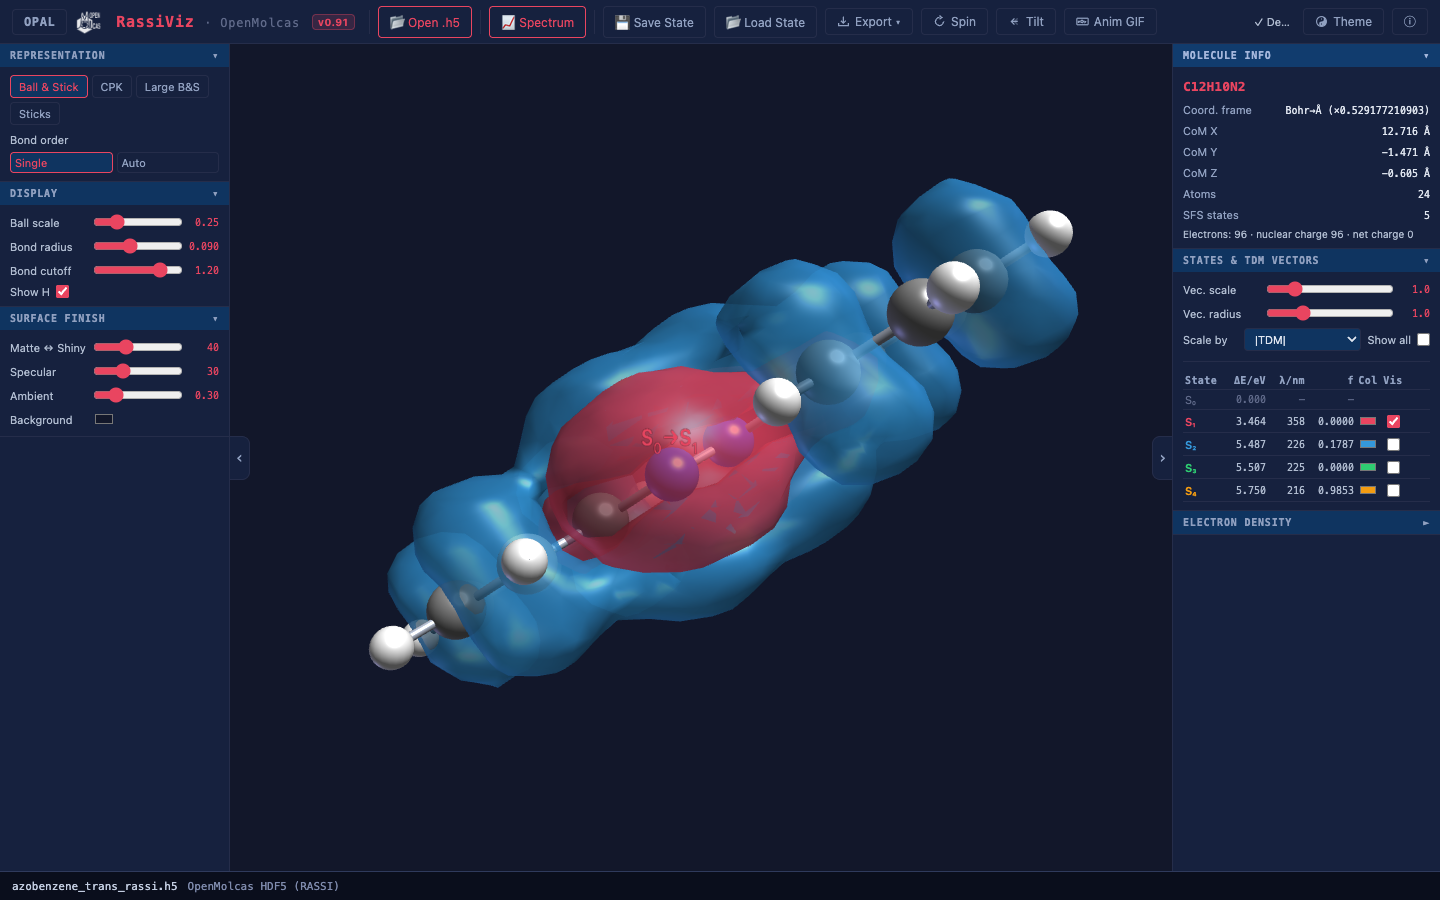 OPAL OPEN MOLCAS RassiViz · OpenMolcas v0.91 Open .h5 Spectrum Save State Load State Export ▾ Spin Tilt Anim GIF ✓ De... Theme ⓘ
REPRESENTATION ▾
Ball & Stick CPK Large B&S
Sticks
Bond order
Single Auto
DISPLAY ▾
Ball scale 0.25
Bond radius 0.090
Bond cutoff 1.20
Show H
SURFACE FINISH ▾
Matte ⇔ Shiny 40
Specular 30
Ambient 0.30
Background
‹
S₀→S₁
›
MOLECULE INFO ▾
C12H10N2
Coord. frame Bohr→Å (×0.529177210903)
CoM X 12.716 Å
CoM Y −1.471 Å
CoM Z −0.605 Å
Atoms 24
SFS states 5
Electrons: 96 · nuclear charge 96 · net charge 0
STATES & TDM VECTORS ▾
Vec. scale 1.0
Vec. radius 1.0
Scale by |TDM| Show all
State ΔE/eV λ/nm f Col Vis
S₀ 0.000 — —
S₁ 3.464 358 0.0000
S₂ 5.487 226 0.1787
S₃ 5.507 225 0.0000
S₄ 5.750 216 0.9853
ELECTRON DENSITY ►
azobenzene_trans_rassi.h5 OpenMolcas HDF5 (RASSI)